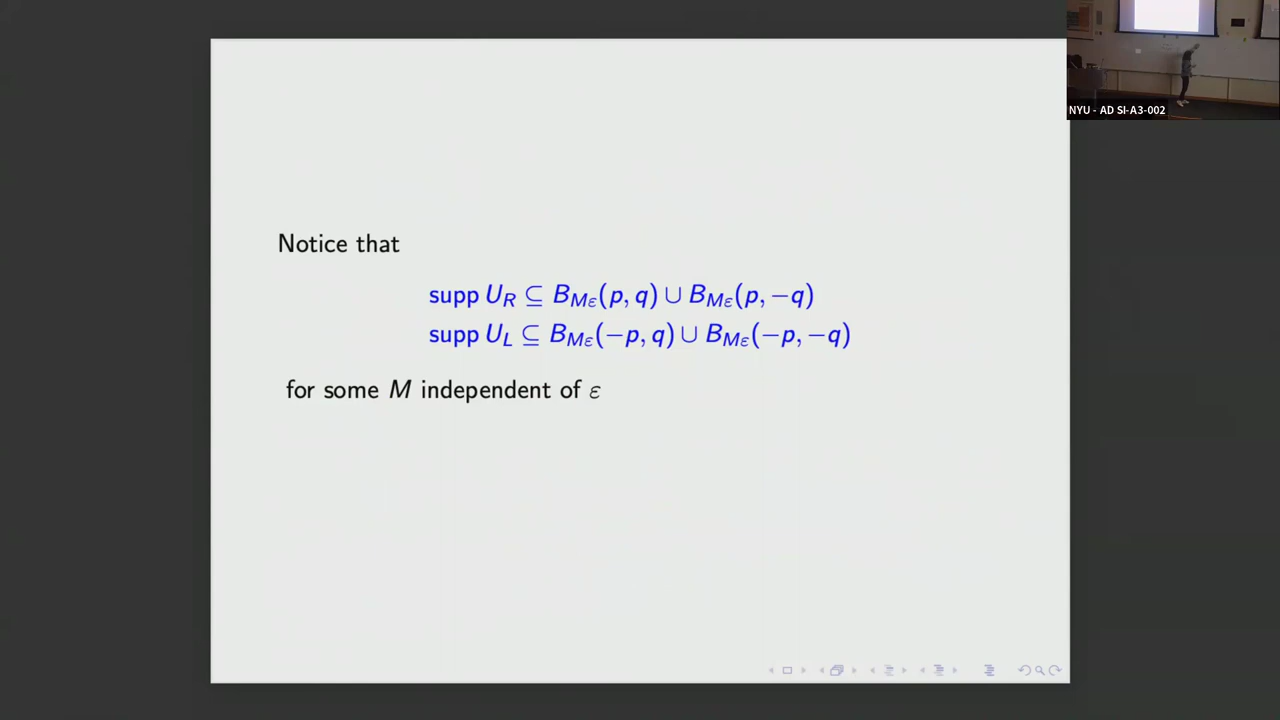 NYU - AD SI-A3-002
Notice that
supp U_R ⊆ B_{Mε}(p, q) ∪ B_{Mε}(p, −q)
supp U_L ⊆ B_{Mε}(−p, q) ∪ B_{Mε}(−p, −q)
for some M independent of ε